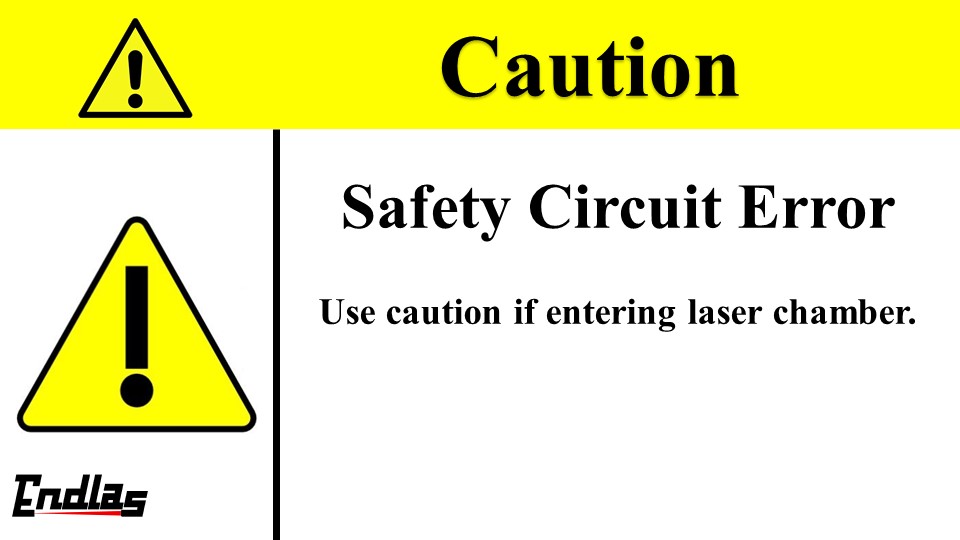 Caution
Safety Circuit Error
Use caution if entering laser chamber.
Endlas